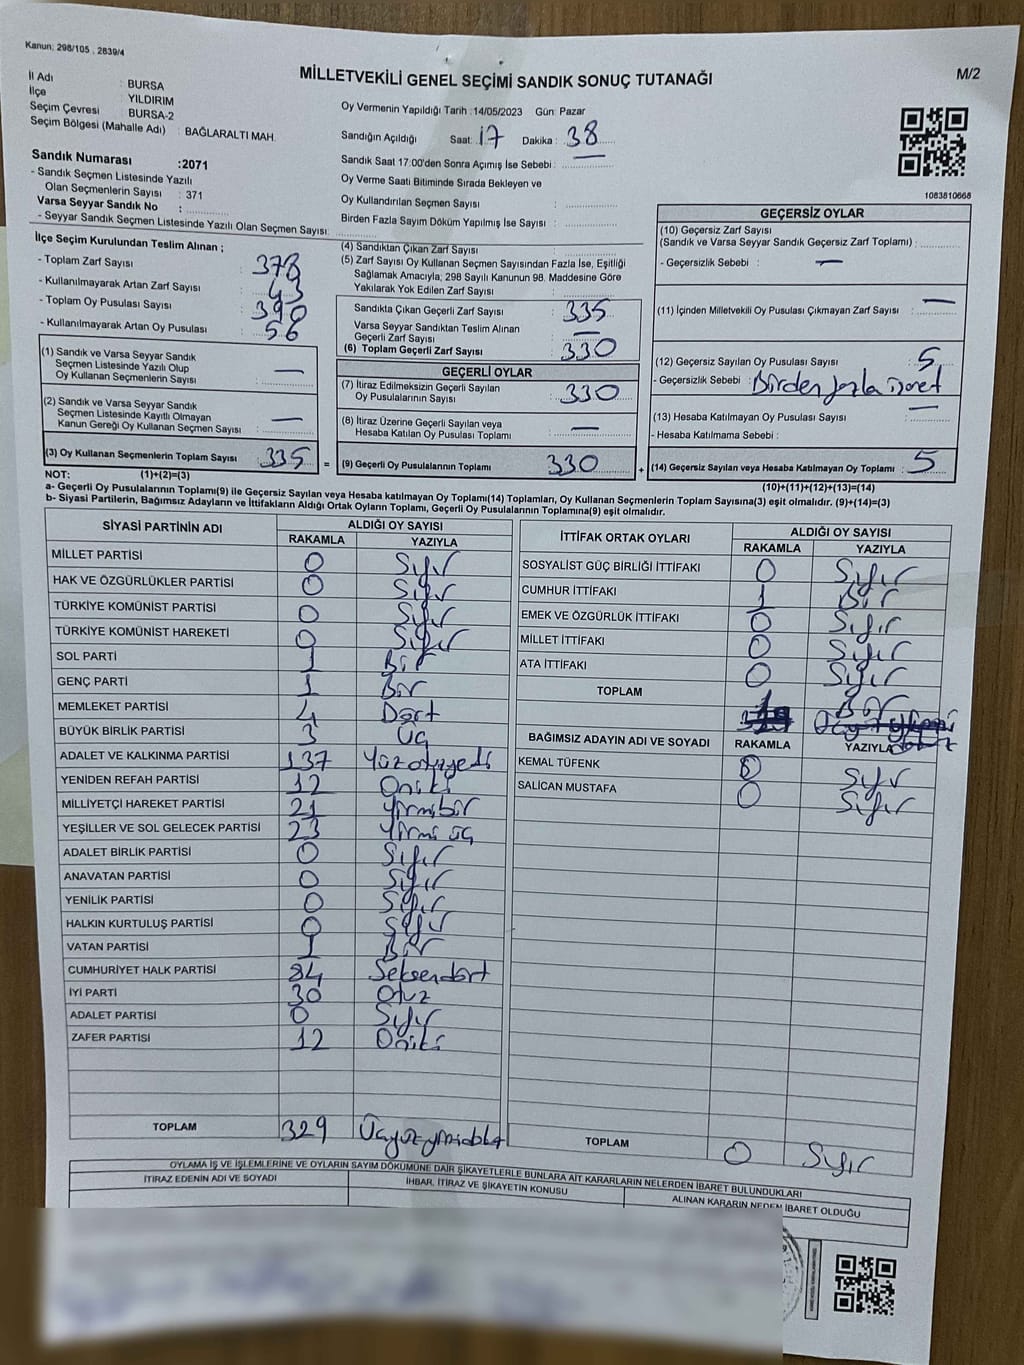 Kanun: 298/105 , 2839/4
MİLLETVEKİLİ GENEL SEÇİMİ SANDIK SONUÇ TUTANAĞI
M/2
İl Adı : BURSA
İlçe : YILDIRIM
Seçim Çevresi : BURSA-2
Seçim Bölgesi (Mahalle Adı) : BAĞLARALTI MAH.
Sandık Numarası :2071
- Sandık Seçmen Listesinde Yazılı
Olan Seçmenlerin Sayısı : 371
Varsa Seyyar Sandık No :
- Seyyar Sandık Seçmen Listesinde Yazılı Olan Seçmen Sayısı:
Oy Vermenin Yapıldığı Tarih :14/05/2023 Gün: Pazar
Sandığın Açıldığı Saat: 17 Dakika : 38
Sandık Saat 17:00'den Sonra Açımış İse Sebebi :
Oy Verme Saati Bitiminde Sırada Bekleyen ve
Oy Kullandırılan Seçmen Sayısı :
Birden Fazla Sayım Döküm Yapılmış İse Sayısı :
1083810668
İlçe Seçim Kurulundan Teslim Alınan ;
- Toplam Zarf Sayısı : 378
- Kullanılmayarak Artan Zarf Sayısı : 43
- Toplam Oy Pusulası Sayısı : 390
- Kullanılmayarak Artan Oy Pusulası : 56
(1) Sandık ve Varsa Seyyar Sandık
Seçmen Listesinde Yazılı Olup
Oy Kullanan Seçmenlerin Sayısı : —
(2) Sandık ve Varsa Seyyar Sandık
Seçmen Listesinde Kayıtlı Olmayan
Kanun Gereği Oy Kullanan Seçmen Sayısı : —
(3) Oy Kullanan Seçmenlerin Toplam Sayısı : 335 =
(4) Sandıktan Çıkan Zarf Sayısı :
(5) Zarf Sayısı Oy Kullanan Seçmen Sayısından Fazla İse, Eşitliği
Sağlamak Amacıyla, 298 Sayılı Kanunun 98. Maddesine Göre
Yakılarak Yok Edilen Zarf Sayısı :
Sandıkta Çıkan Geçerli Zarf Sayısı : 335
Varsa Seyyar Sandıktan Teslim Alınan
Geçerli Zarf Sayısı : —
(6) Toplam Geçerli Zarf Sayısı : 330
GEÇERLİ OYLAR
(7) İtiraz Edilmeksizin Geçerli Sayılan
Oy Pusulalarının Sayısı : 330
(8) İtiraz Üzerine Geçerli Sayılan veya
Hesaba Katılan Oy Pusulası Toplamı : —
(9) Geçerli Oy Pusulalarının Toplamı : 330 +
GEÇERSİZ OYLAR
(10) Geçersiz Zarf Sayısı
(Sandık ve Varsa Seyyar Sandık Geçersiz Zarf Toplamı) :
- Geçersizlik Sebebi : —
(11) İçinden Milletvekili Oy Pusulası Çıkmayan Zarf Sayısı : —
(12) Geçersiz Sayılan Oy Pusulası Sayısı : 5
- Geçersizlik Sebebi : Birden fazla işaret
(13) Hesaba Katılmayan Oy Pusulası Sayısı : —
- Hesaba Katılmama Sebebi :
(14) Geçersiz Sayılan veya Hesaba Katılmayan Oy Toplamı : 5
NOT: (1)+(2)=(3)
(10)+(11)+(12)+(13)=(14)
a- Geçerli Oy Pusulalarının Toplamı(9) ile Geçersiz Sayılan veya Hesaba katılmayan Oy Toplamı(14) Toplamları, Oy Kullanan Seçmenlerin Toplam Sayısına(3) eşit olmalıdır. (9)+(14)=(3)
b- Siyasi Partilerin, Bağımsız Adayların ve İttifakların Aldığı Ortak Oyların Toplamı, Geçerli Oy Pusulalarının Toplamına(9) eşit olmalıdır.
SİYASİ PARTİNİN ADI ALDIĞI OY SAYISI
RAKAMLA YAZIYLA
MİLLET PARTİSİ 0 Sıfır
HAK VE ÖZGÜRLÜKLER PARTİSİ 0 Sıfır
TÜRKİYE KOMÜNİST PARTİSİ 0 Sıfır
TÜRKİYE KOMÜNİST HAREKETİ 0 Sıfır
SOL PARTİ 1 Bir
GENÇ PARTİ 1 Bir
MEMLEKET PARTİSİ 4 Dört
BÜYÜK BİRLİK PARTİSİ 3 Üç
ADALET VE KALKINMA PARTİSİ 137 Yüzotuzyedi
YENİDEN REFAH PARTİSİ 12 Oniki
MİLLİYETÇİ HAREKET PARTİSİ 21 Yirmibir
YEŞİLLER VE SOL GELECEK PARTİSİ 23 Yirmi üç
ADALET BİRLİK PARTİSİ 0 Sıfır
ANAVATAN PARTİSİ 0 Sıfır
YENİLİK PARTİSİ 0 Sıfır
HALKIN KURTULUŞ PARTİSİ 0 Sıfır
VATAN PARTİSİ 1 Bir
CUMHURİYET HALK PARTİSİ 84 Seksendört
İYİ PARTİ 30 Otuz
ADALET PARTİSİ 0 Sıfır
ZAFER PARTİSİ 12 Oniki
TOPLAM 329
İTTİFAK ORTAK OYLARI ALDIĞI OY SAYISI
RAKAMLA YAZIYLA
SOSYALİST GÜÇ BİRLİĞİ İTTİFAKI 0 Sıfır
CUMHUR İTTİFAKI 1 Bir
EMEK VE ÖZGÜRLÜK İTTİFAKI 0 Sıfır
MİLLET İTTİFAKI 0 Sıfır
ATA İTTİFAKI 0 Sıfır
TOPLAM 1 Bir
BAĞIMSIZ ADAYIN ADI VE SOYADI RAKAMLA YAZIYLA
KEMAL TÜFENK 0 Sıfır
SALİCAN MUSTAFA 0 Sıfır
TOPLAM 0 Sıfır
OYLAMA İŞ VE İŞLEMLERİNE VE OYLARIN SAYIM DÖKÜMÜNE DAİR ŞİKAYETLERLE BUNLARA AİT KARARLARIN NELERDEN İBARET BULUNDUKLARI
İTİRAZ EDENİN ADI VE SOYADI
İHBAR, İTİRAZ VE ŞİKAYETİN KONUSU
ALINAN KARARIN NEDEN İBARET OLDUĞU